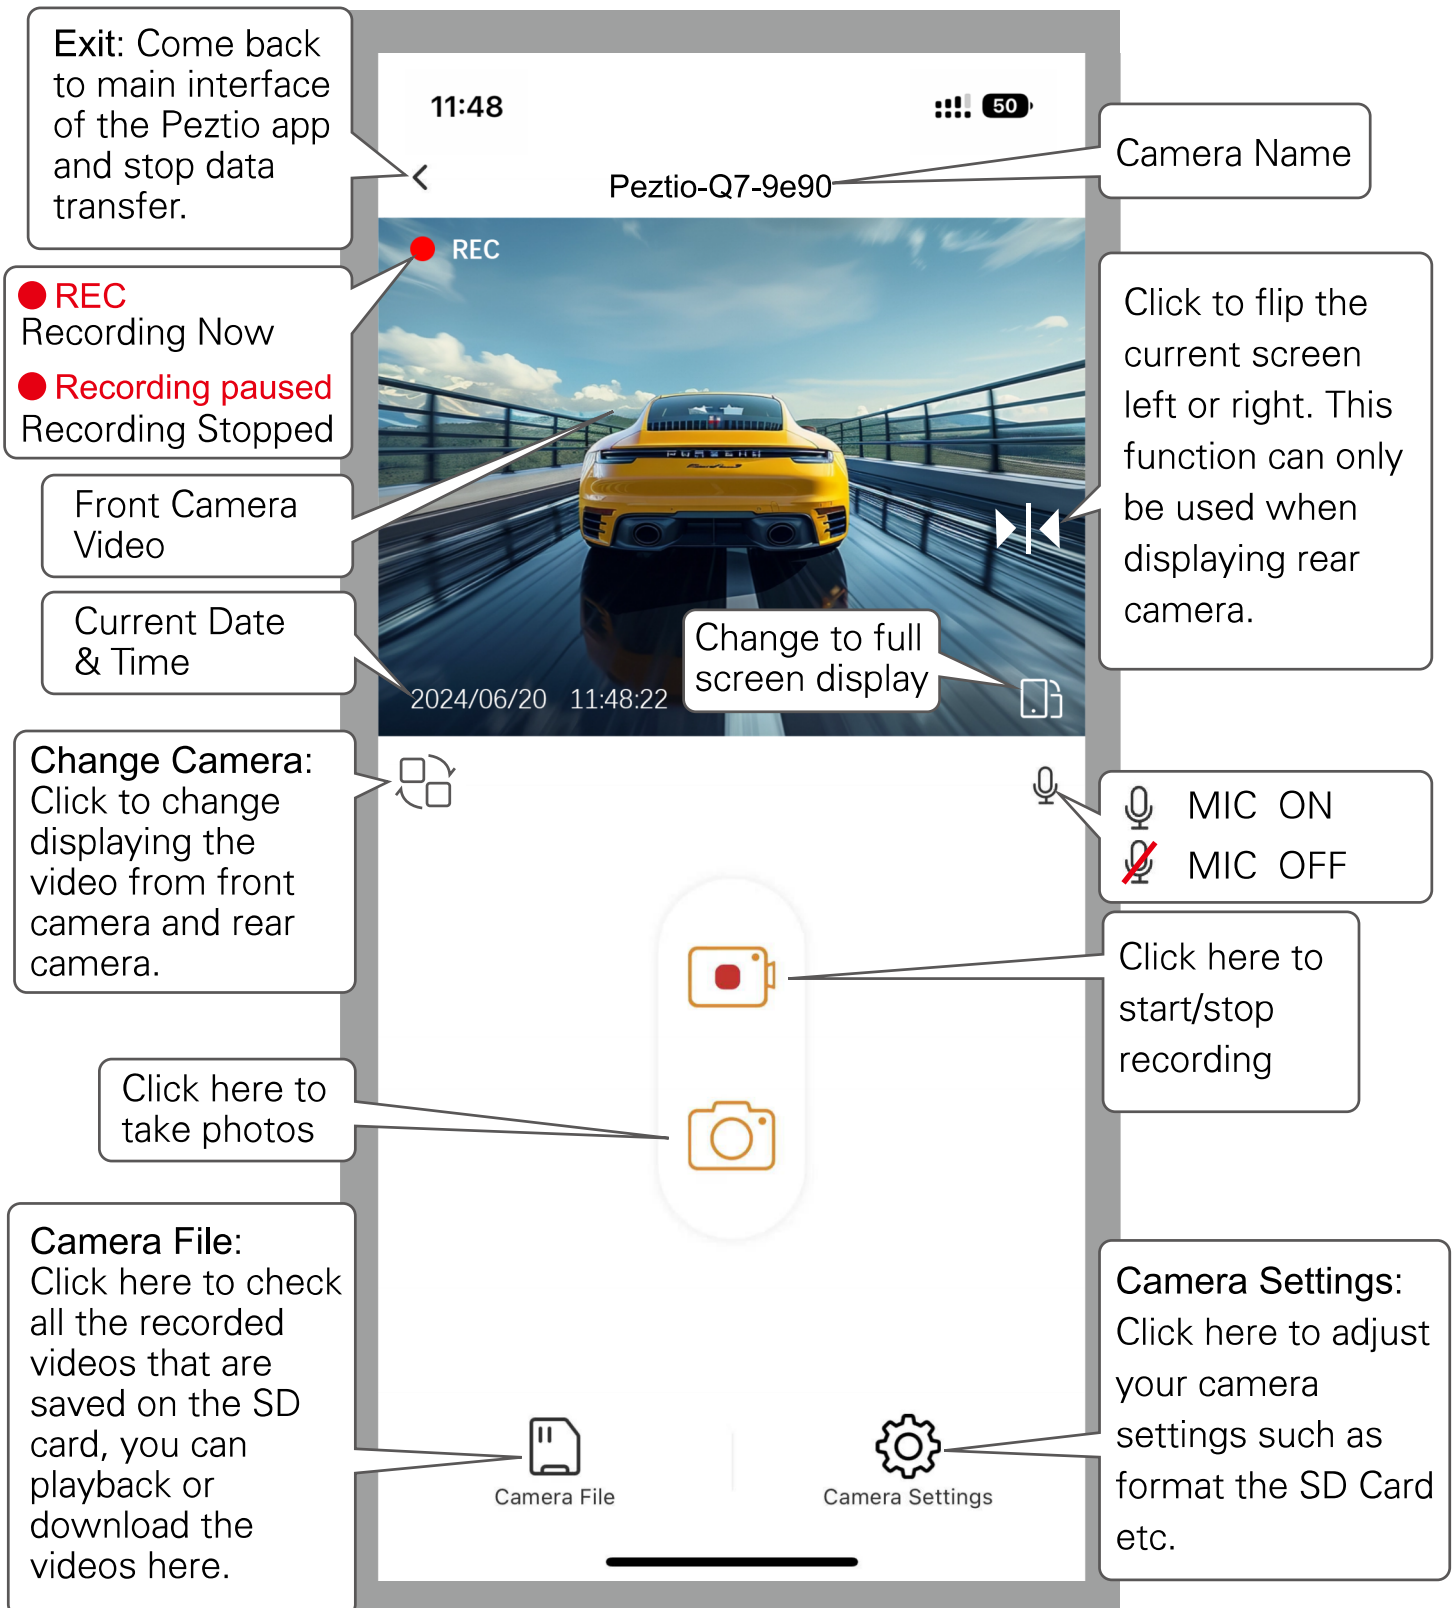 Exit: Come back
to main interface
of the Peztio app
and stop data
transfer.
11:48
50
Peztio-Q7-9e90
Camera Name
REC
REC
Recording Now
Recording paused
Recording Stopped
Click to flip the
current screen
left or right. This
function can only
be used when
displaying rear
camera.
PORSCHE
Front Camera
Video
Current Date
& Time
Change to full
screen display
2024/06/20 11:48:22
Change Camera:
Click to change
displaying the
video from front
camera and rear
camera.
MIC ON
MIC OFF
Click here to
start/stop
recording
Click here to
take photos
Camera File:
Click here to check
all the recorded
videos that are
saved on the SD
card, you can
playback or
download the
videos here.
Camera Settings:
Click here to adjust
your camera
settings such as
format the SD Card
etc.
Camera File
Camera Settings